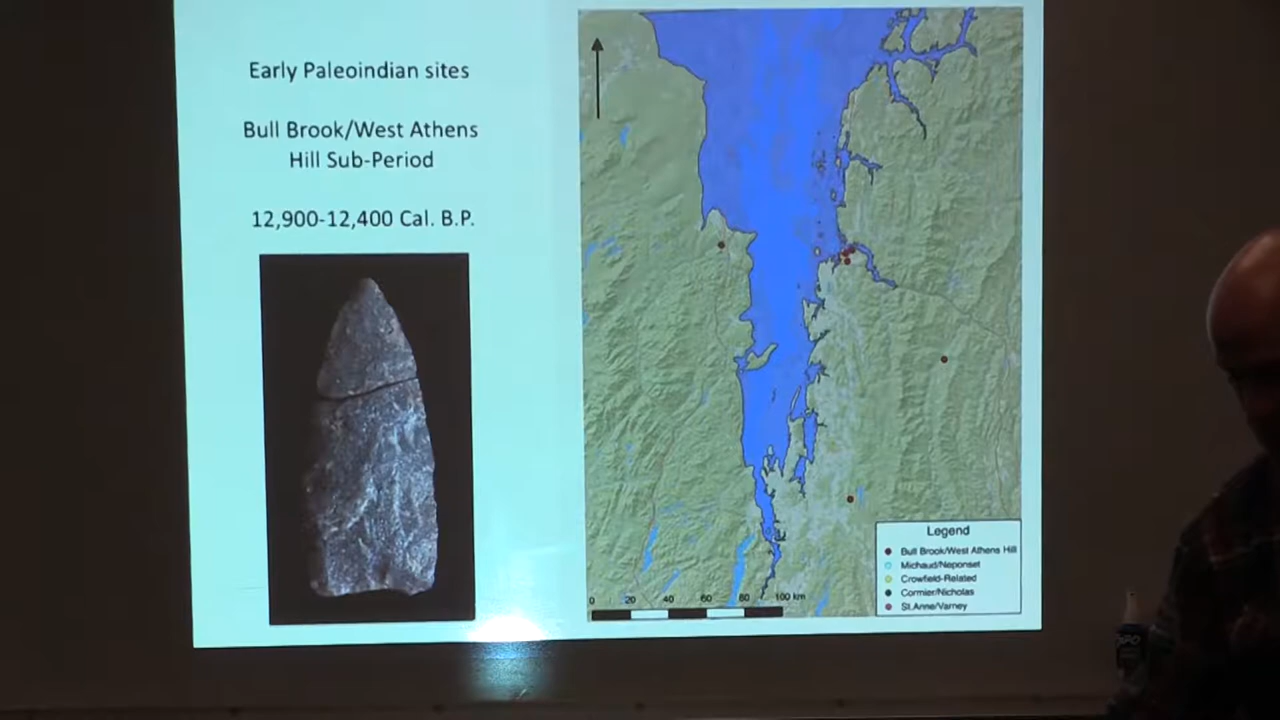 Early Paleoindian sites
Bull Brook/West Athens
Hill Sub-Period
12,900-12,400 Cal. B.P.
0 20 40 60 80 100 km
Legend
Bull Brook/West Athens Hill
Michaud/Neponset
Crowfield-Related
Cormier/Nicholas
St.Anne/Varney